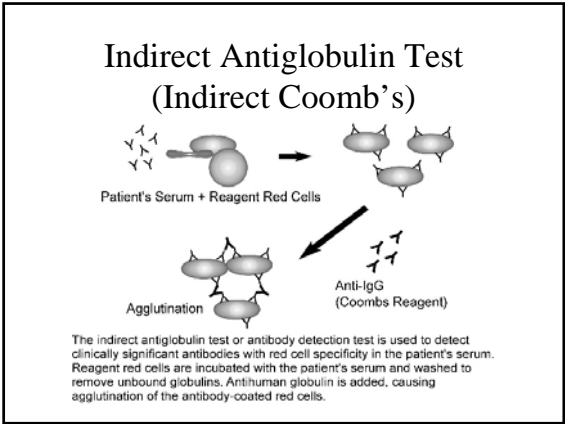 Indirect Antiglobulin Test
(Indirect Coomb's)
Patient's Serum + Reagent Red Cells
Anti-IgG
(Coombs Reagent)
Agglutination
The indirect antiglobulin test or antibody detection test is used to detect
clinically significant antibodies with red cell specificity in the patient's serum.
Reagent red cells are incubated with the patient's serum and washed to
remove unbound globulins. Antihuman globulin is added, causing
agglutination of the antibody-coated red cells.